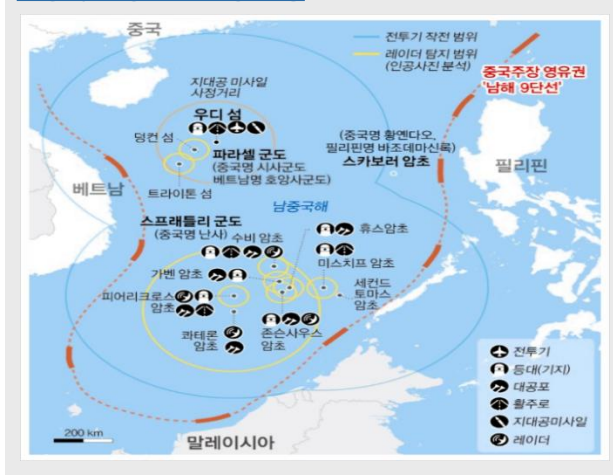 중국
전투기 작전 범위
레이더 탐지 범위
(인공사진 분석)
중국주장 영유권
'남해 9단선'
지대공 미사일
사정거리
우디 섬
덩컨 섬
파라셀 군도
(중국명 시사군도
베트남명 호앙사군도)
트라이톤 섬
베트남
(중국명 황옌다오,
필리핀명 바조데마신록)
스카보러 암초
필리핀
남중국해
스프래틀리 군도
(중국명 난사)
수비 암초
휴스암초
가벤 암초
미스치프 암초
피어리크로스
암초
세컨드
토마스
암초
콰테론
암초
존슨사우스
암초
전투기
등대(기지)
대공포
활주로
지대공미사일
레이더
200 km
말레이시아